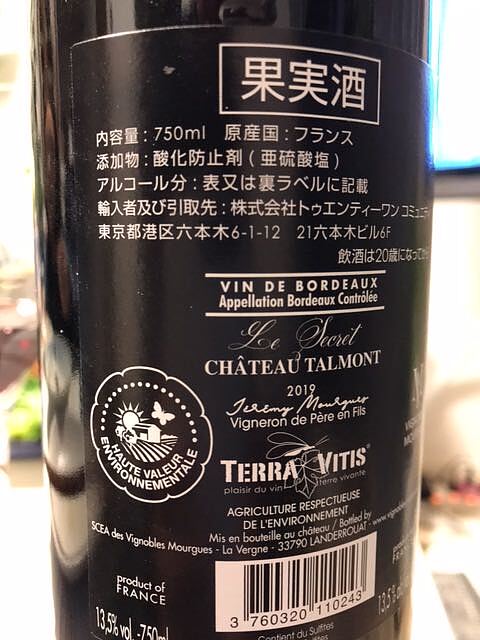 果実酒
内容量:750ml 原産国:フランス
添加物:酸化防止剤(亜硫酸塩)
アルコール分:表又は裏ラベルに記載
輸入者及び引取先:株式会社トゥエンティーワン コミュニテ
東京都港区六本木6-1-12 21六本木ビル6F
飲酒は20歳になってか
VIN DE BORDEAUX
Appellation Bordeaux Contrôlée
Le Secret
CHÂTEAU TALMONT
2019
Jeremy Mourgues
Vigneron de Père en Fils
HAUTE VALEUR
ENVIRONNEMENTALE
TERRA VITIS®
plaisir du vin terre vivante
AGRICULTURE RESPECTUEUSE
DE L'ENVIRONNEMENT
Mis en bouteille au château / Bottled by
SCEA des Vignobles Mourgues - La Vergne - 33790 LANDERROUAT -
product of
FRANCE
13,5% vol. -750ml
3 760320 110243
Contient du Sulfites
13,5%